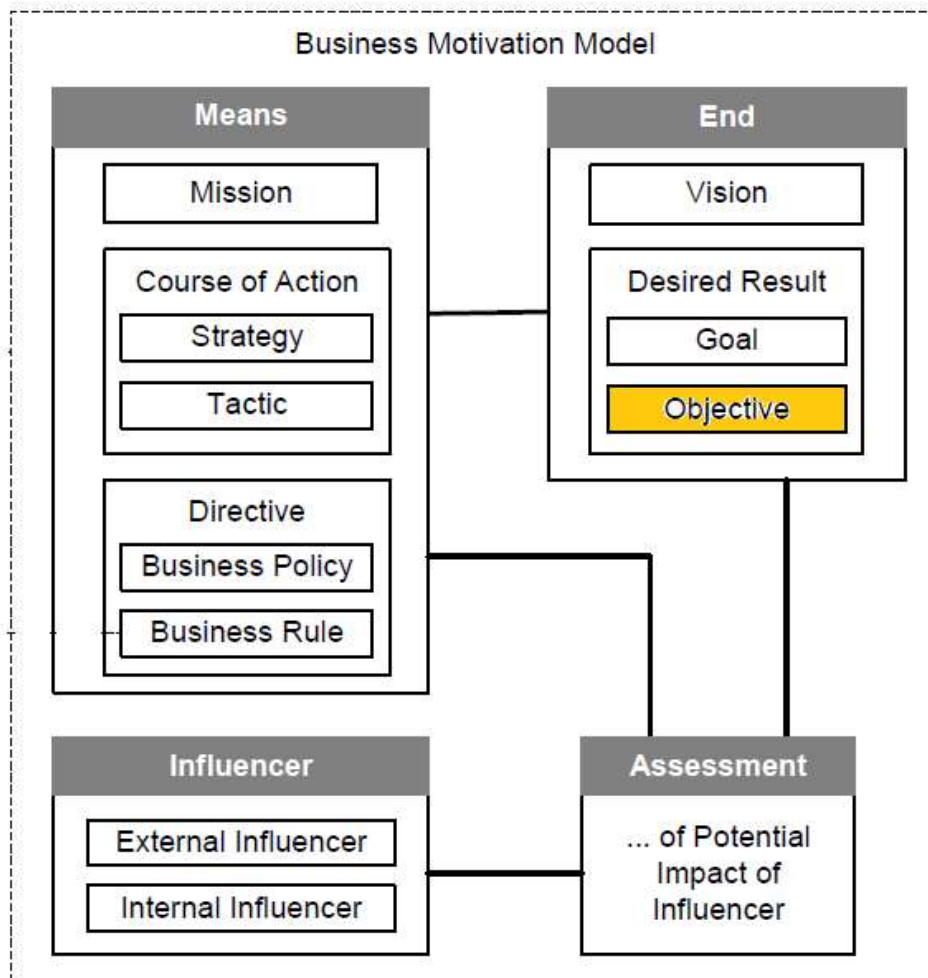 Business Motivation Model
Means
Mission
Course of Action
Strategy
Tactic
Directive
Business Policy
Business Rule
End
Vision
Desired Result
Goal
Objective
Influencer
External Influencer
Internal Influencer
Assessment
... of Potential
Impact of
Influencer